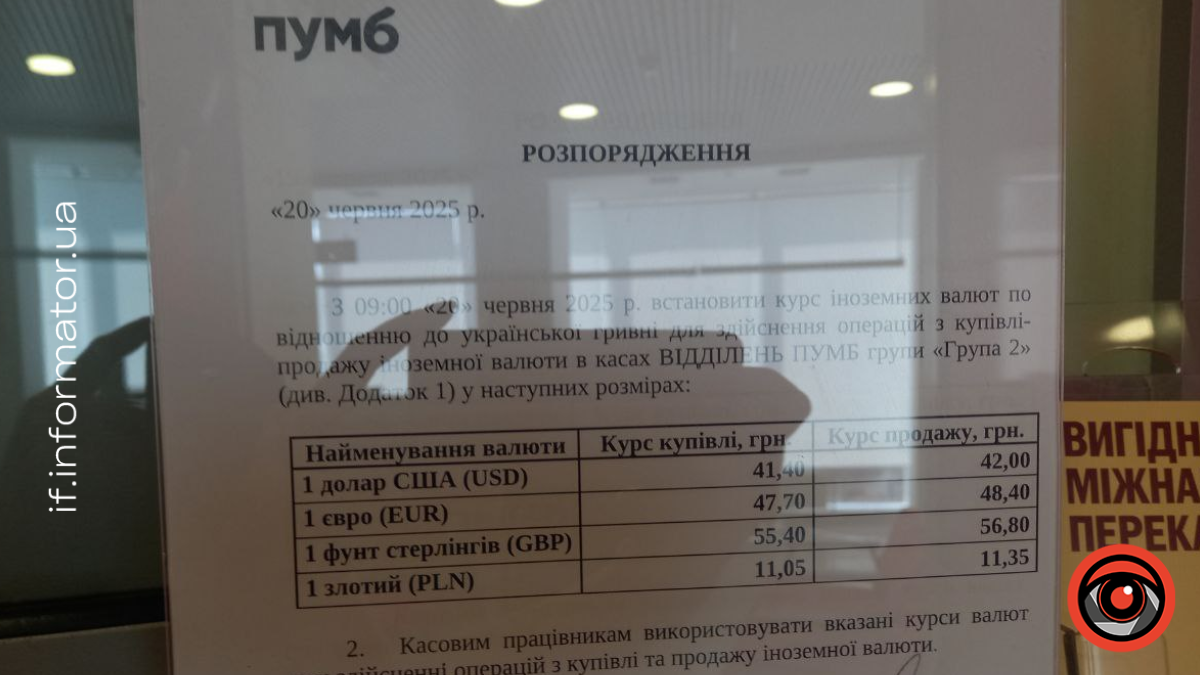 пумб
РОЗПОРЯДЖЕННЯ
«20» червня 2025 р.
З 09:00 «20» червня 2025 р. встановити курс іноземних валют по
відношенню до української гривні для здійснення операцій з купівлі-
продажу іноземної валюти в касах ВІДДІЛЕНЬ ПУМБ групи «Група 2»
(див. Додаток 1) у наступних розмірах:
Найменування валюти Курс купівлі, грн. Курс продажу, грн.
1 долар США (USD) 41,40 42,00
1 євро (EUR) 47,70 48,40
1 фунт стерлінгів (GBP) 55,40 56,80
1 злотий (PLN) 11,05 11,35
2. Касовим працівникам використовувати вказані курси валют
здійсненні операцій з купівлі та продажу іноземної валюти.
ВИГІДН
МІЖНА
ПЕРЕКА
if.informator.ua